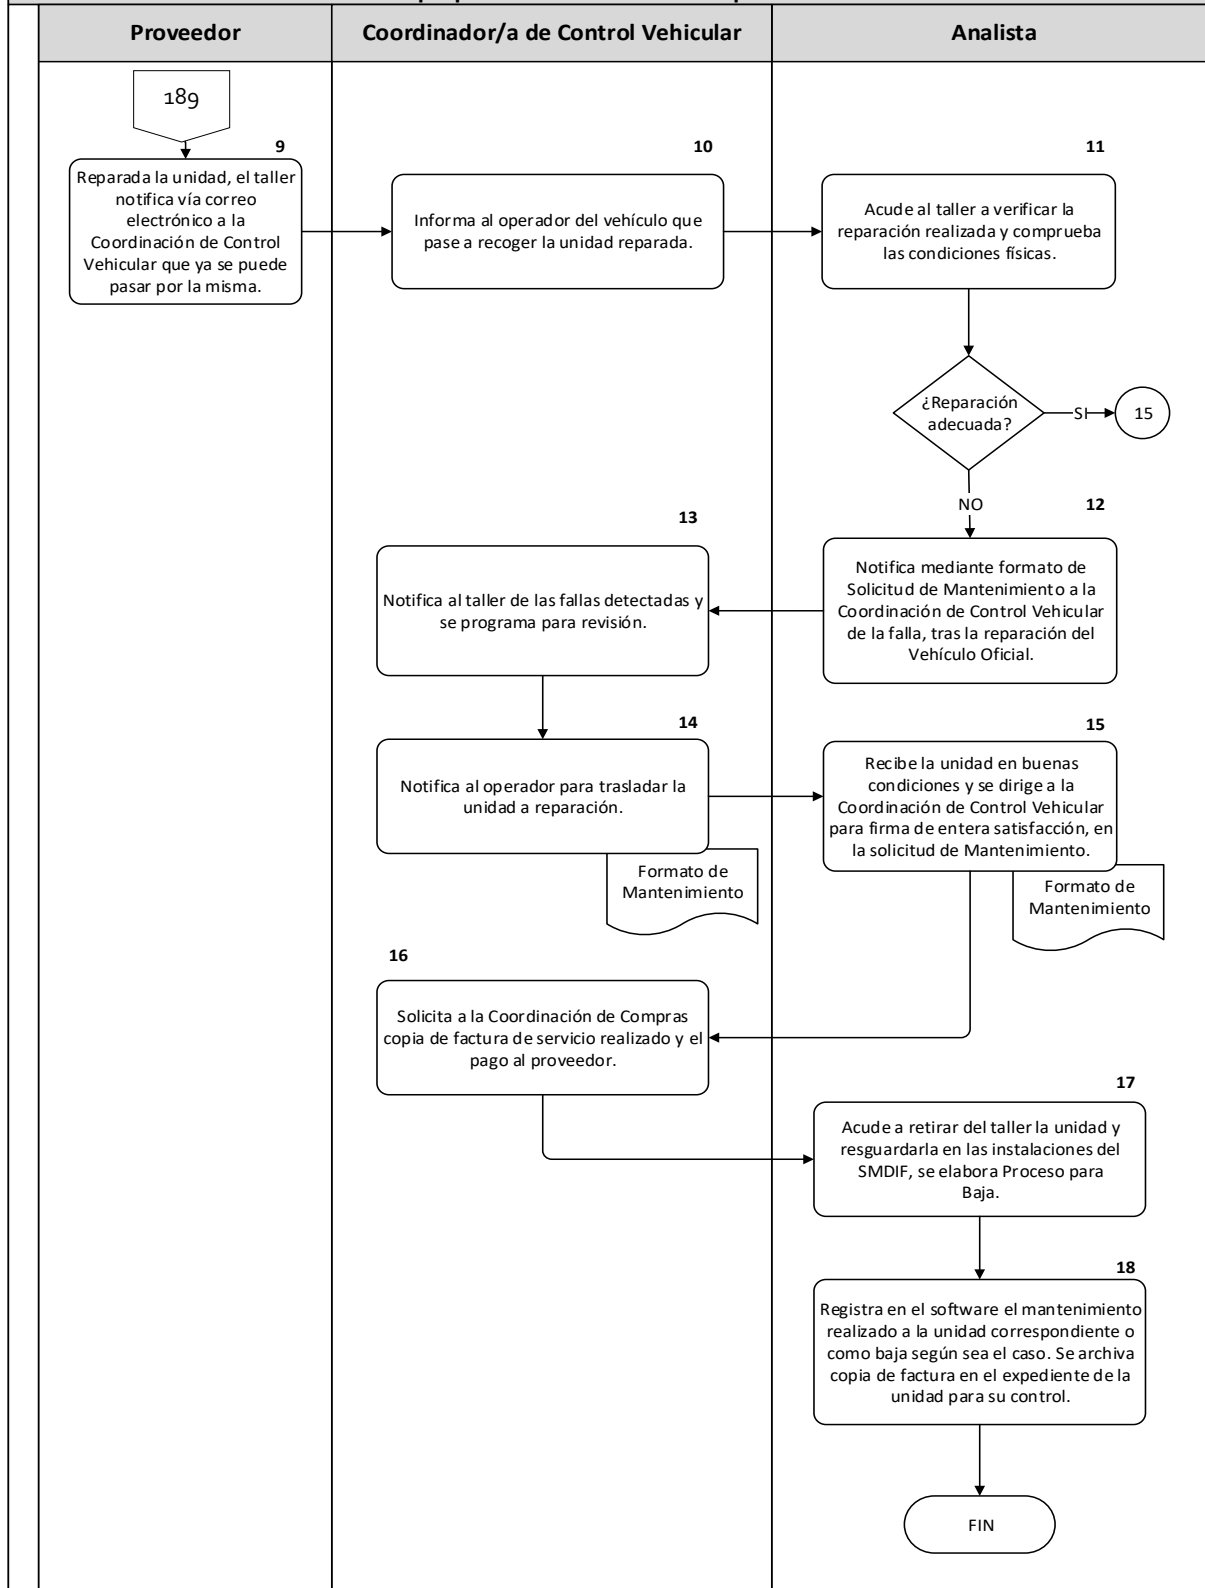 Proveedor
Coordinador/a de Control Vehicular
Analista
189
9
Reparada la unidad, el taller
notifica vía correo
electrónico a la
Coordinación de Control
Vehicular que ya se puede
pasar por la misma.
10
Informa al operador del vehículo que
pase a recoger la unidad reparada.
11
Acude al taller a verificar la
reparación realizada y comprueba
las condiciones físicas.
¿Reparación
adecuada?
SI
15
NO
12
Notifica mediante formato de
Solicitud de Mantenimiento a la
Coordinación de Control Vehicular
de la falla, tras la reparación del
Vehículo Oficial.
13
Notifica al taller de las fallas detectadas y
se programa para revisión.
14
Notifica al operador para trasladar la
unidad a reparación.
Formato de
Mantenimiento
15
Recibe la unidad en buenas
condiciones y se dirige a la
Coordinación de Control Vehicular
para firma de entera satisfacción, en
la solicitud de Mantenimiento.
Formato de
Mantenimiento
16
Solicita a la Coordinación de Compras
copia de factura de servicio realizado y el
pago al proveedor.
17
Acude a retirar del taller la unidad y
resguardarla en las instalaciones del
SMDIF, se elabora Proceso para
Baja.
18
Registra en el software el mantenimiento
realizado a la unidad correspondiente o
como baja según sea el caso. Se archiva
copia de factura en el expediente de la
unidad para su control.
FIN